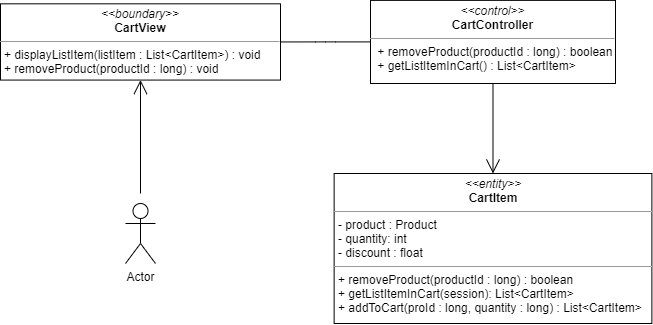 <<boundary>>
CartView
+ displayListItem(listItem : List<CartItem>) : void
+ removeProduct(productId : long) : void
<<control>>
CartController
+ removeProduct(productId : long) : boolean
+ getListItemInCart() : List<CartItem>
<<entity>>
CartItem
- product : Product
- quantity: int
- discount : float
+ removeProduct(productId : long) : boolean
+ getListItemInCart(session): List<CartItem>
+ addToCart(proId : long, quantity : long) : List<CartItem>
Actor